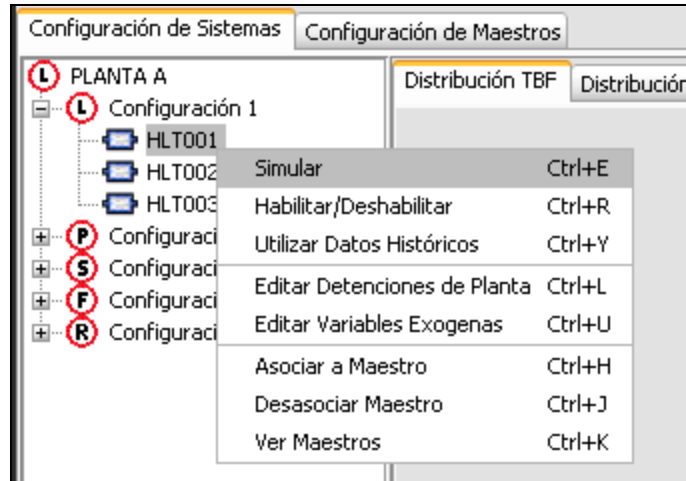 Configuración de Sistemas
Configuración de Maestros
L PLANTA A
Distribución TBF
Distribución
L Configuración 1
HLT001
HLT002
HLT003
P Configuraci
S Configuraci
F Configuraci
R Configuraci
Simular Ctrl+E
Habilitar/Deshabilitar Ctrl+R
Utilizar Datos Históricos Ctrl+Y
Editar Detenciones de Planta Ctrl+L
Editar Variables Exogenas Ctrl+U
Asociar a Maestro Ctrl+H
Desasociar Maestro Ctrl+J
Ver Maestros Ctrl+K